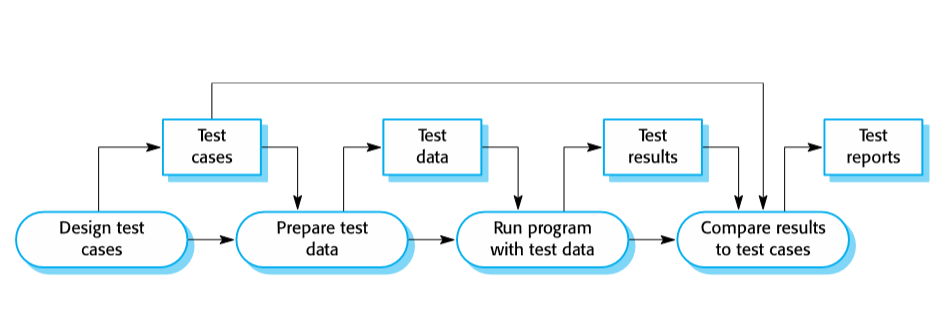 Test
cases
Test
data
Test
results
Test
reports
Design test
cases
Prepare test
data
Run program
with test data
Compare results
to test cases